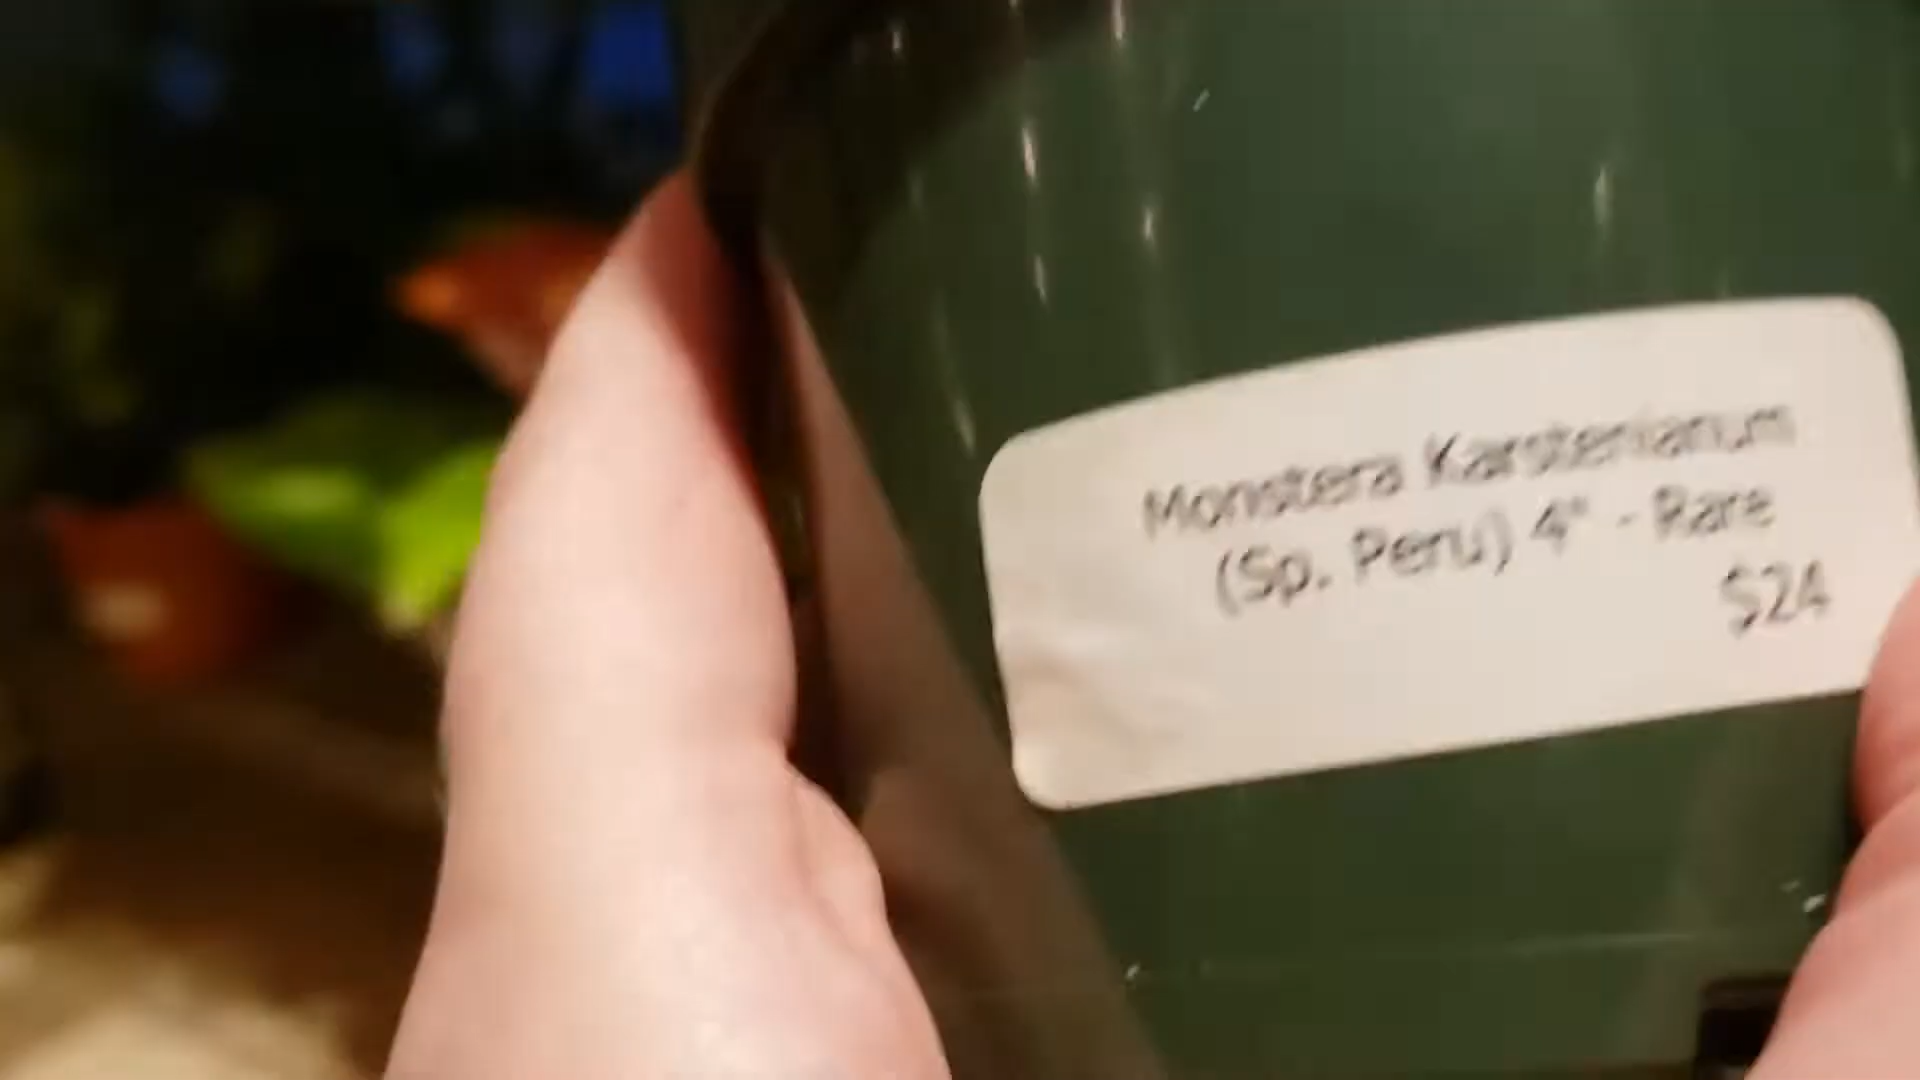 Monstera Karstenianum
(Sp. Peru) 4" - Rare
$24